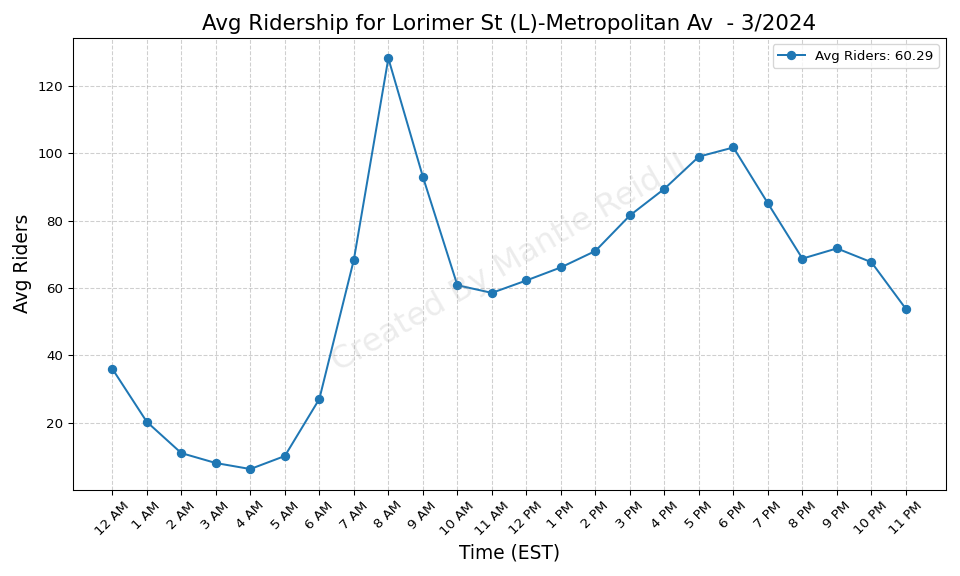 Avg Ridership for Lorimer St (L)-Metropolitan Av  - 3/2024
Avg Riders: 60.29
Avg Riders
120
100
80
60
40
20
Created By Mantle Reid II
12 AM
1 AM
2 AM
3 AM
4 AM
5 AM
6 AM
7 AM
8 AM
9 AM
10 AM
11 AM
12 PM
1 PM
2 PM
3 PM
4 PM
5 PM
6 PM
7 PM
8 PM
9 PM
10 PM
11 PM
Time (EST)